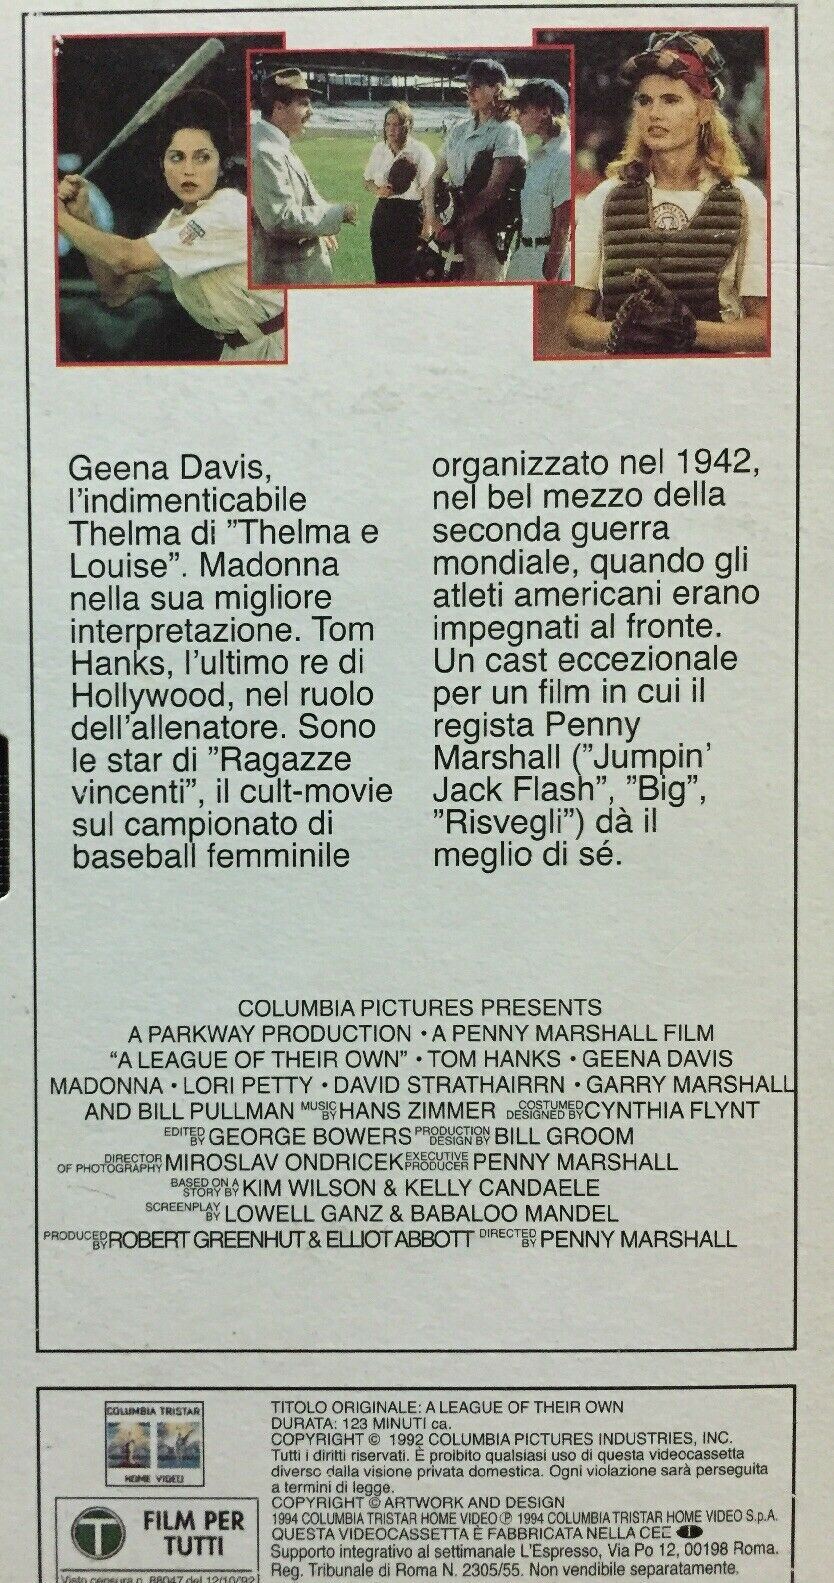 Geena Davis,
l'indimenticabile
Thelma di "Thelma e
Louise". Madonna
nella sua migliore
interpretazione. Tom
Hanks, l'ultimo re di
Hollywood, nel ruolo
dell'allenatore. Sono
le star di "Ragazze
vincenti", il cult-movie
sul campionato di
baseball femminile
organizzato nel 1942,
nel bel mezzo della
seconda guerra
mondiale, quando gli
atleti americani erano
impegnati al fronte.
Un cast eccezionale
per un film in cui il
regista Penny
Marshall ("Jumpin'
Jack Flash", "Big",
"Risvegli") dà il
meglio di sé.
COLUMBIA PICTURES PRESENTS
A PARKWAY PRODUCTION • A PENNY MARSHALL FILM
"A LEAGUE OF THEIR OWN" • TOM HANKS • GEENA DAVIS
MADONNA • LORI PETTY • DAVID STRATHAIRRN • GARRY MARSHALL
AND BILL PULLMAN MUSIC BY HANS ZIMMER COSTUMED DESIGNED BY CYNTHIA FLYNT
EDITED BY GEORGE BOWERS PRODUCTION DESIGN BY BILL GROOM
DIRECTOR OF PHOTOGRAPHY MIROSLAV ONDRICEK EXECUTIVE PRODUCER PENNY MARSHALL
BASED ON A STORY BY KIM WILSON & KELLY CANDAELE
SCREENPLAY BY LOWELL GANZ & BABALOO MANDEL
PRODUCED BY ROBERT GREENHUT & ELLIOT ABBOTT DIRECTED BY PENNY MARSHALL
COLUMBIA TRISTAR
HOME VIDEO
T FILM PER
TUTTI
Visto censura n. 88047 del 12/10/92
TITOLO ORIGINALE: A LEAGUE OF THEIR OWN
DURATA: 123 MINUTI ca.
COPYRIGHT © 1992 COLUMBIA PICTURES INDUSTRIES, INC.
Tutti i diritti riservati. È proibito qualsiasi uso di questa videocassetta
diverso dalla visione privata domestica. Ogni violazione sarà perseguita
a termini di legge.
COPYRIGHT © ARTWORK AND DESIGN
1994 COLUMBIA TRISTAR HOME VIDEO ℗ 1994 COLUMBIA TRISTAR HOME VIDEO S.p.A.
QUESTA VIDEOCASSETTA È FABBRICATA NELLA CEE
Supporto integrativo al settimanale L'Espresso, Via Po 12, 00198 Roma.
Reg. Tribunale di Roma N. 2305/55. Non vendibile separatamente.